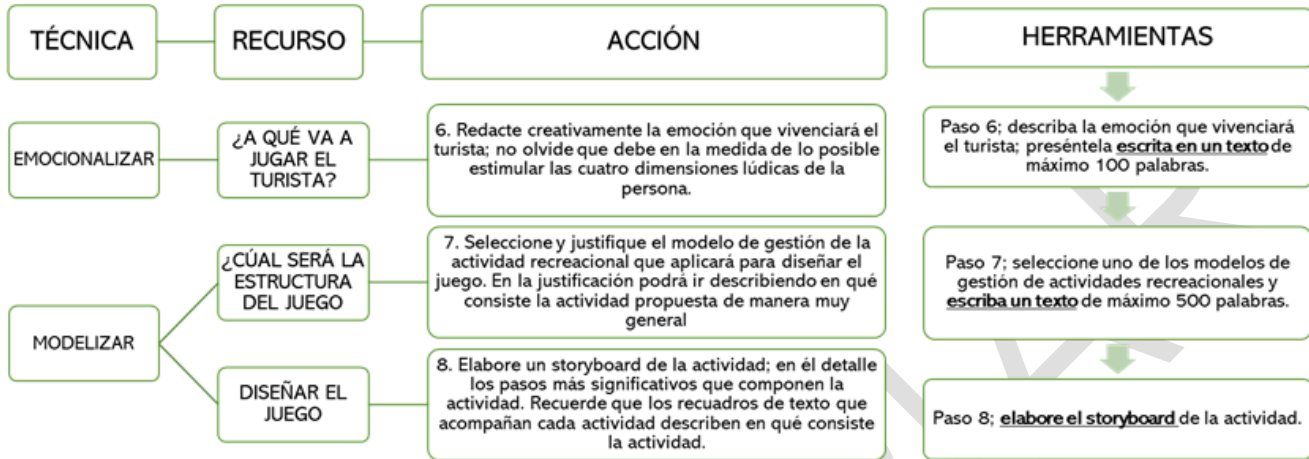 TÉCNICA
RECURSO
ACCIÓN
HERRAMIENTAS
EMOCIONALIZAR
¿A QUÉ VA A
JUGAR EL
TURISTA?
6. Redacte creativamente la emoción que vivenciará el
turista; no olvide que debe en la medida de lo posible
estimular las cuatro dimensiones lúdicas de la
persona.
Paso 6; describa la emoción que vivenciará
el turista; preséntela escrita en un texto de
máximo 100 palabras.
MODELIZAR
¿CÚAL SERÁ LA
ESTRUCTURA
DEL JUEGO
7. Seleccione y justifique el modelo de gestión de la
actividad recreacional que aplicará para diseñar el
juego. En la justificación podrá ir describiendo en qué
consiste la actividad propuesta de manera muy
general
Paso 7; seleccione uno de los modelos de
gestión de actividades recreacionales y
escriba un texto de máximo 500 palabras.
DISEÑAR EL
JUEGO
8. Elabore un storyboard de la actividad; en él detalle
los pasos más significativos que componen la
actividad. Recuerde que los recuadros de texto que
acompañan cada actividad describen en qué consiste
la actividad.
Paso 8; elabore el storyboard de la actividad.